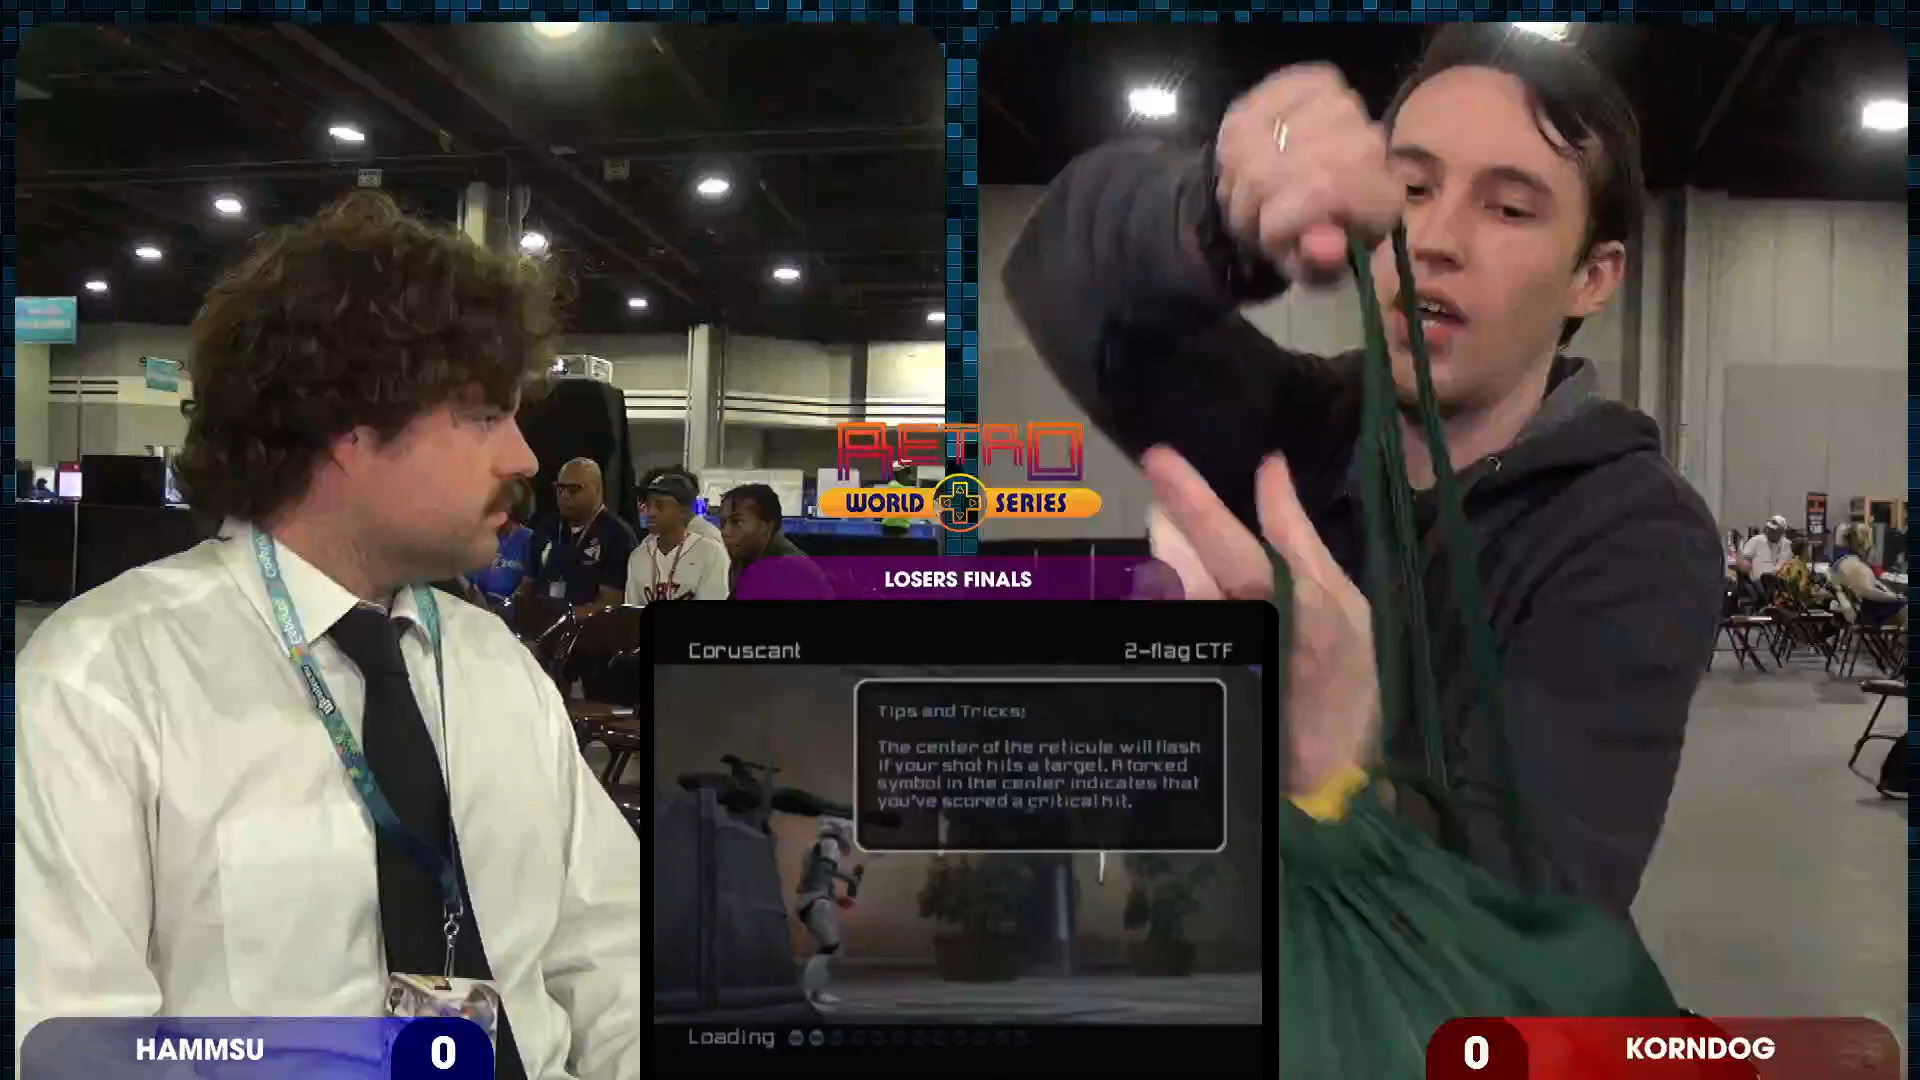 RETRO
WORLD SERIES
LOSERS FINALS
Coruscant
2-flag CTF
Tips and Tricks:
The center of the reticule will flash
if your shot hits a target. A forked
symbol in the center indicates that
you've scored a critical hit.
Loading
HAMMSU
0
0
KORNDOG